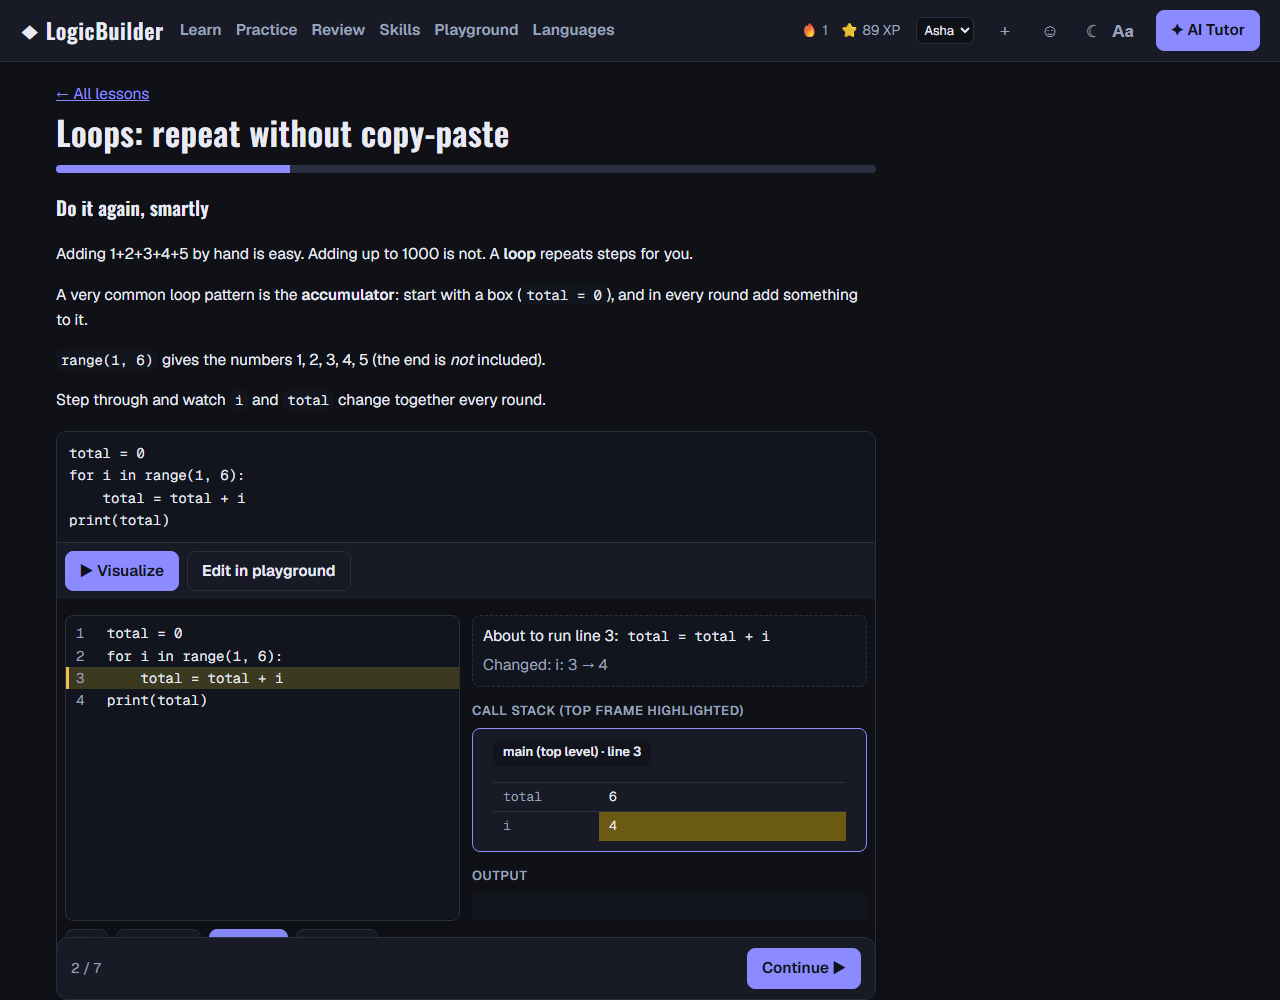 ◆ LogicBuilder Learn Practice Review Skills Playground Languages 🔥 1 ⭐ 89 XP Asha + ☺ ☾ Aa ✦ AI Tutor
← All lessons
Loops: repeat without copy-paste
Do it again, smartly
Adding 1+2+3+4+5 by hand is easy. Adding up to 1000 is not. A loop repeats steps for you.
A very common loop pattern is the accumulator: start with a box ( total = 0 ), and in every round add something
to it.
range(1, 6) gives the numbers 1, 2, 3, 4, 5 (the end is not included).
Step through and watch i and total change together every round.
total = 0
for i in range(1, 6):
    total = total + i
print(total)
▶ Visualize Edit in playground
1 total = 0
2 for i in range(1, 6):
3     total = total + i
4 print(total)
About to run line 3: total = total + i
Changed: i: 3 → 4
CALL STACK (TOP FRAME HIGHLIGHTED)
main (top level) · line 3
total 6
i 4
OUTPUT
2 / 7 Continue ▶